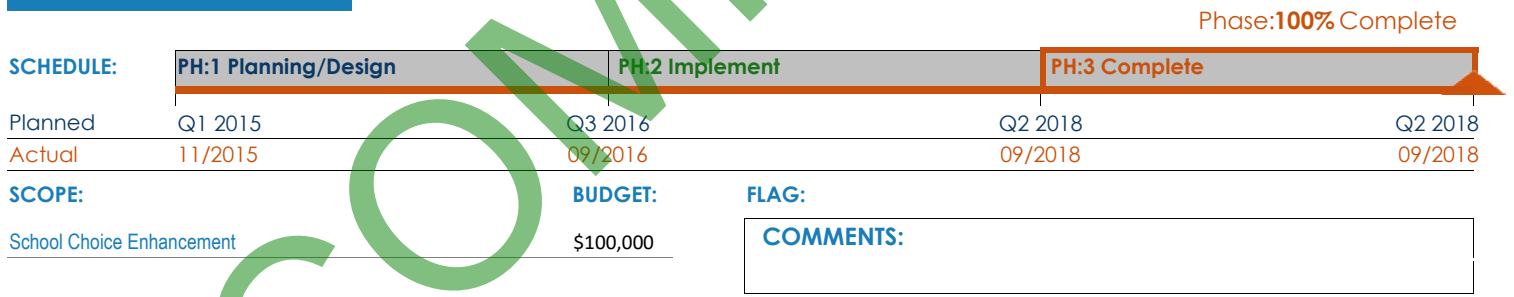 Phase:100% Complete
SCHEDULE: PH:1 Planning/Design PH:2 Implement PH:3 Complete
Planned Q1 2015 Q3 2016 Q2 2018 Q2 2018
Actual 11/2015 09/2016 09/2018 09/2018
SCOPE: BUDGET: FLAG:
School Choice Enhancement $100,000 COMMENTS: